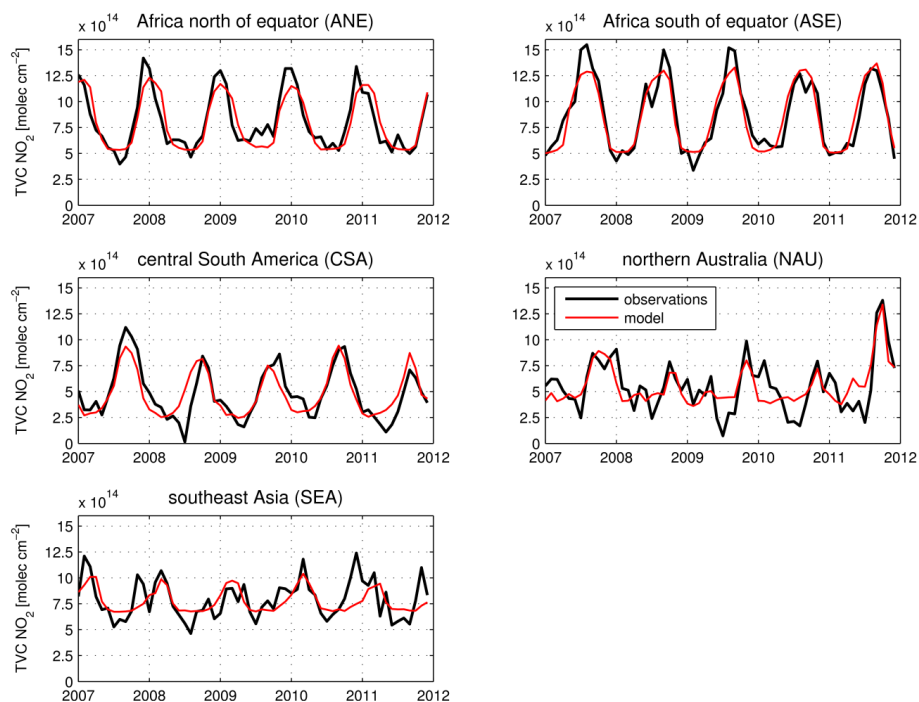 Africa north of equator (ANE)
x 10^14
TVC NO2 [molec cm−2]
15
12.5
10
7.5
5
2.5
0
2007 2008 2009 2010 2011 2012
Africa south of equator (ASE)
x 10^14
15
12.5
10
7.5
5
2.5
0
2007 2008 2009 2010 2011 2012
central South America (CSA)
x 10^14
TVC NO2 [molec cm−2]
15
12.5
10
7.5
5
2.5
0
2007 2008 2009 2010 2011 2012
northern Australia (NAU)
x 10^14
observations
model
15
12.5
10
7.5
5
2.5
0
2007 2008 2009 2010 2011 2012
southeast Asia (SEA)
x 10^14
TVC NO2 [molec cm−2]
15
12.5
10
7.5
5
2.5
0
2007 2008 2009 2010 2011 2012